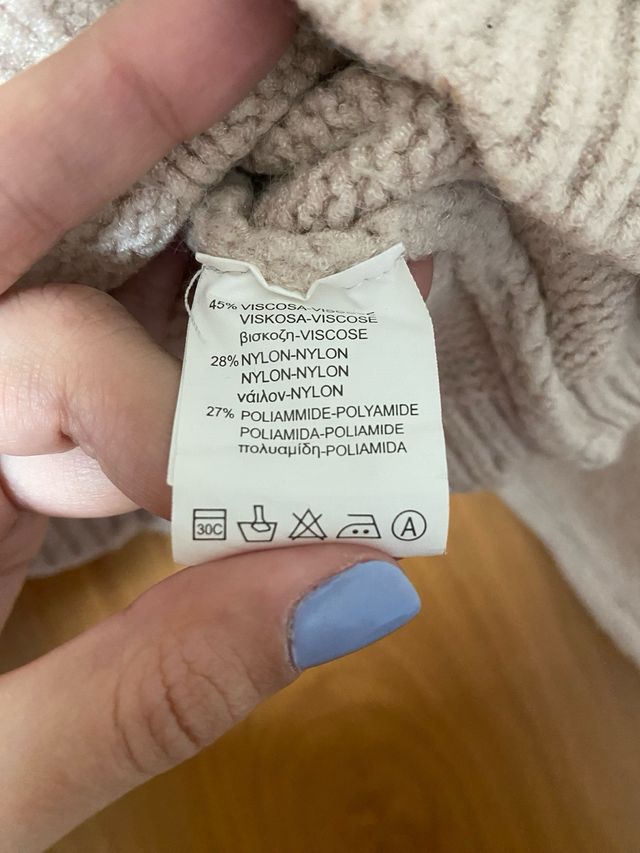 45% VISCOSA-VISCOSE
VISKOSA-VISCOSE
βισκοζη-VISCOSE
28% NYLON-NYLON
NYLON-NYLON
νάιλον-NYLON
27% POLIAMMIDE-POLYAMIDE
POLIAMIDA-POLIAMIDE
πολυαμίδη-POLIAMIDA
30C A